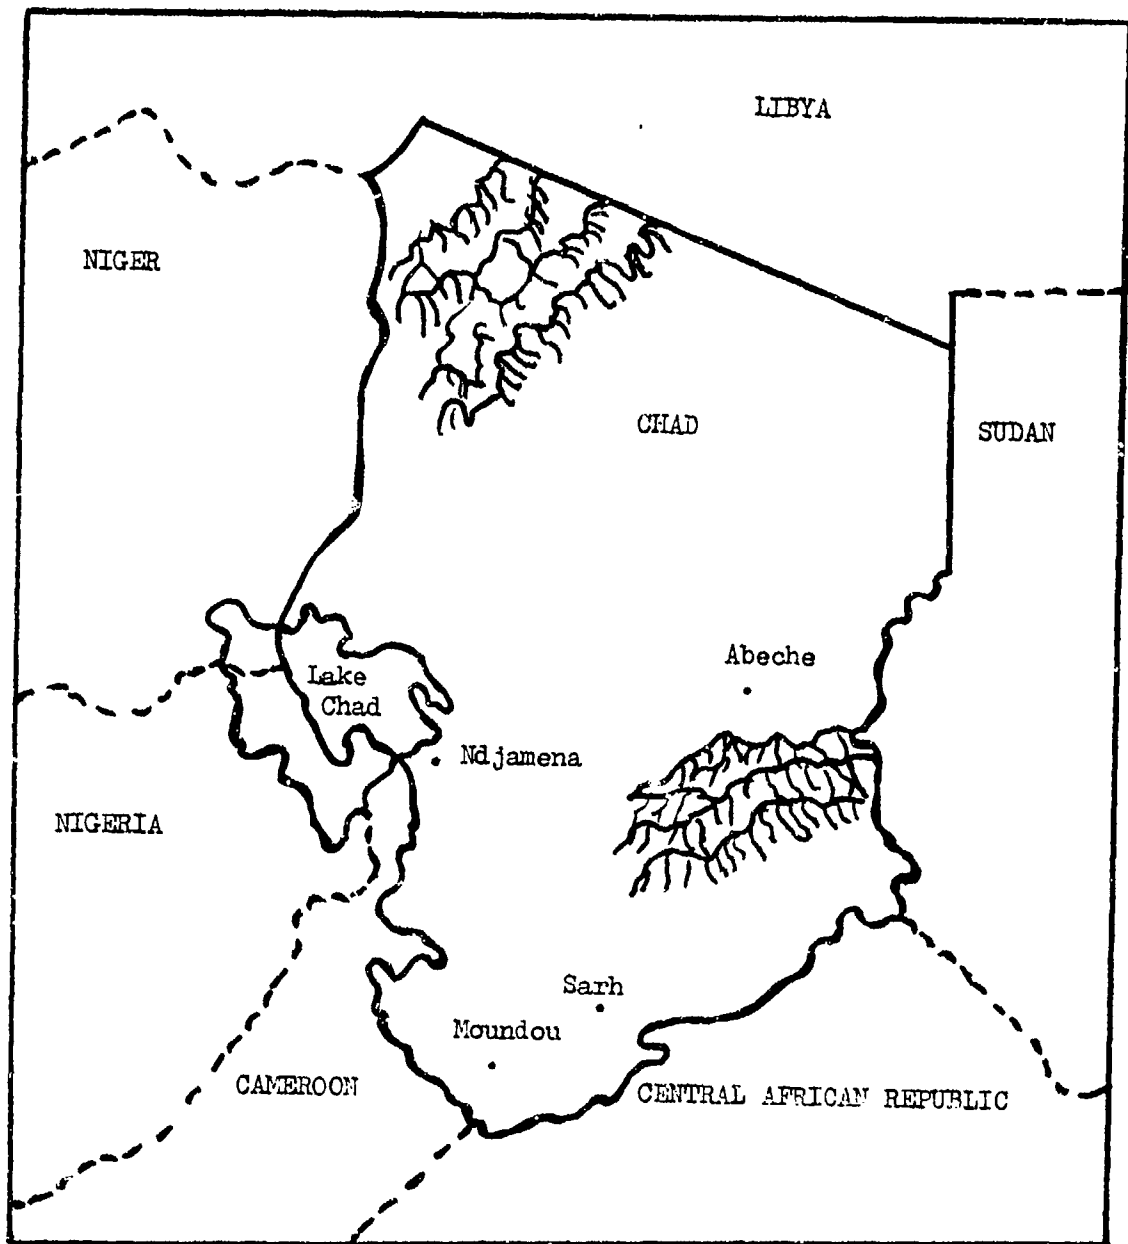 LIBYA
NIGER
CHAD
SUDAN
Abeche
Lake
Chad
Ndjamena
NIGERIA
Sarh
Moundou
CAMEROON
CENTRAL AFRICAN REPUBLIC